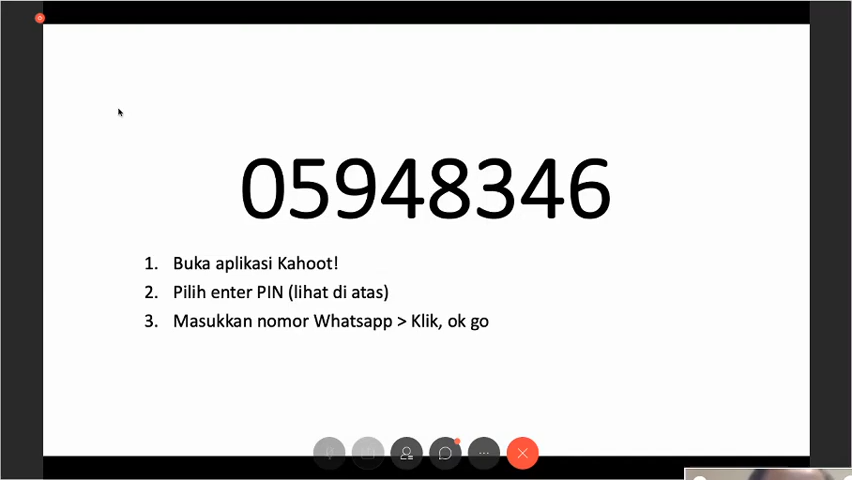 05948346
1. Buka aplikasi Kahoot!
2. Pilih enter PIN (lihat di atas)
3. Masukkan nomor Whatsapp > Klik, ok go